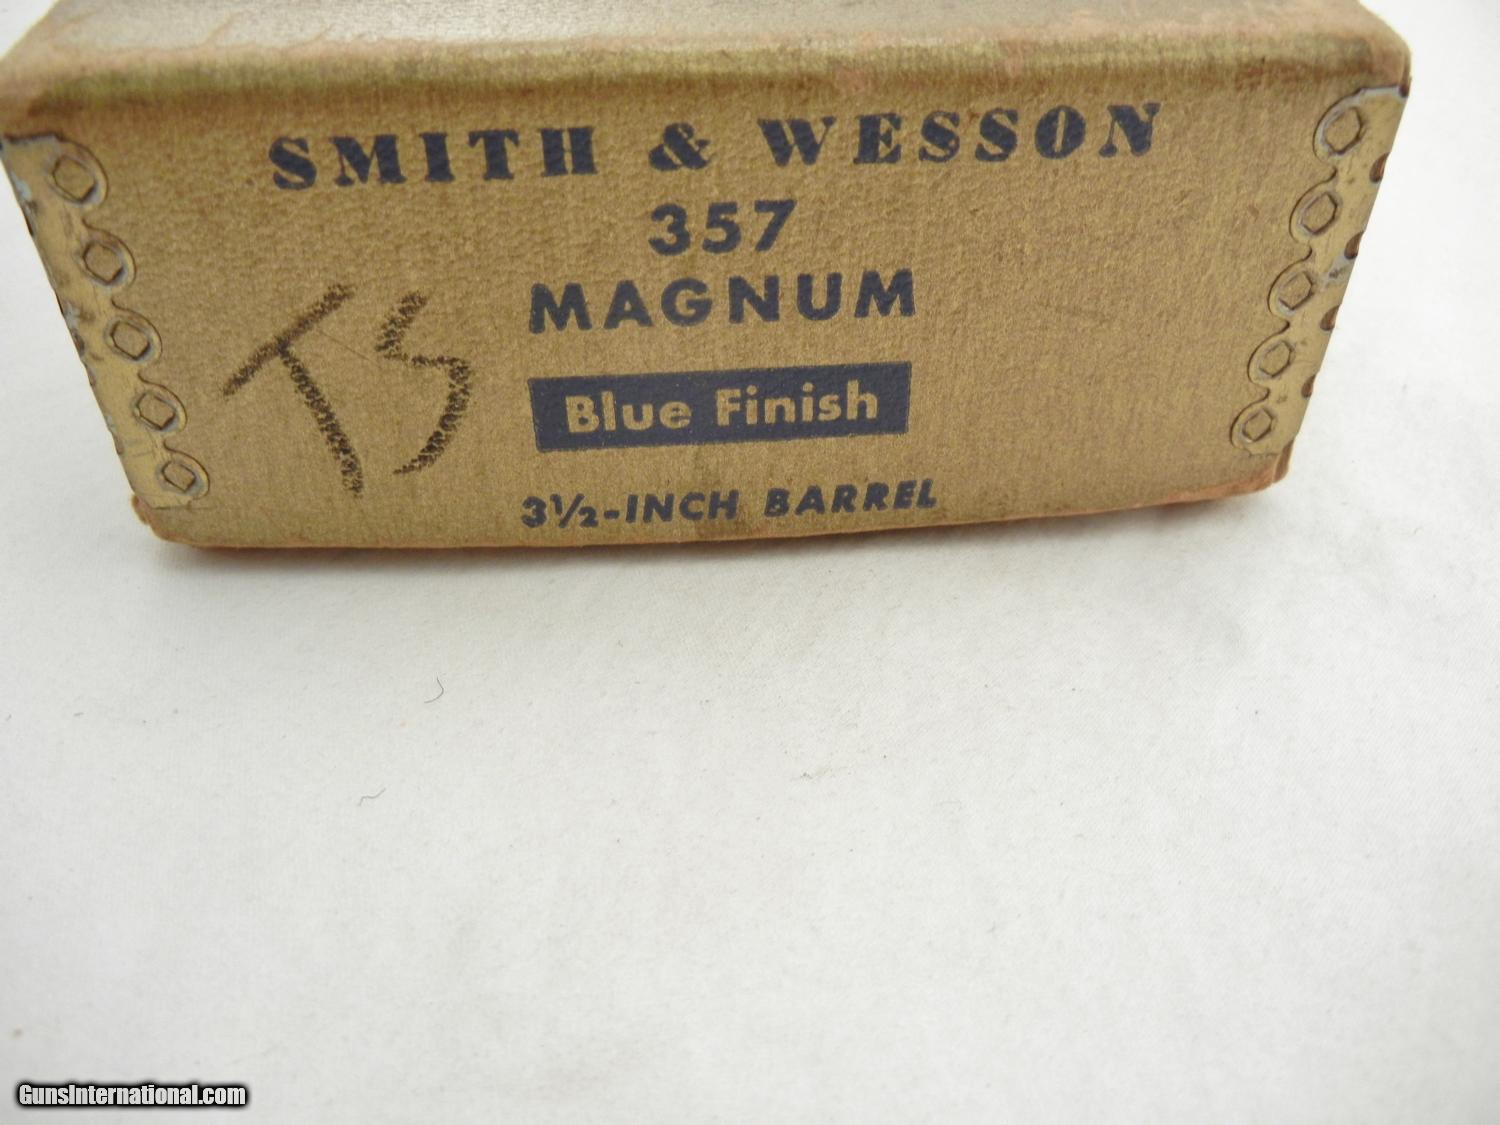 SMITH & WESSON
357
MAGNUM
TS
Blue Finish
3½-INCH BARREL
GunsInternational.com